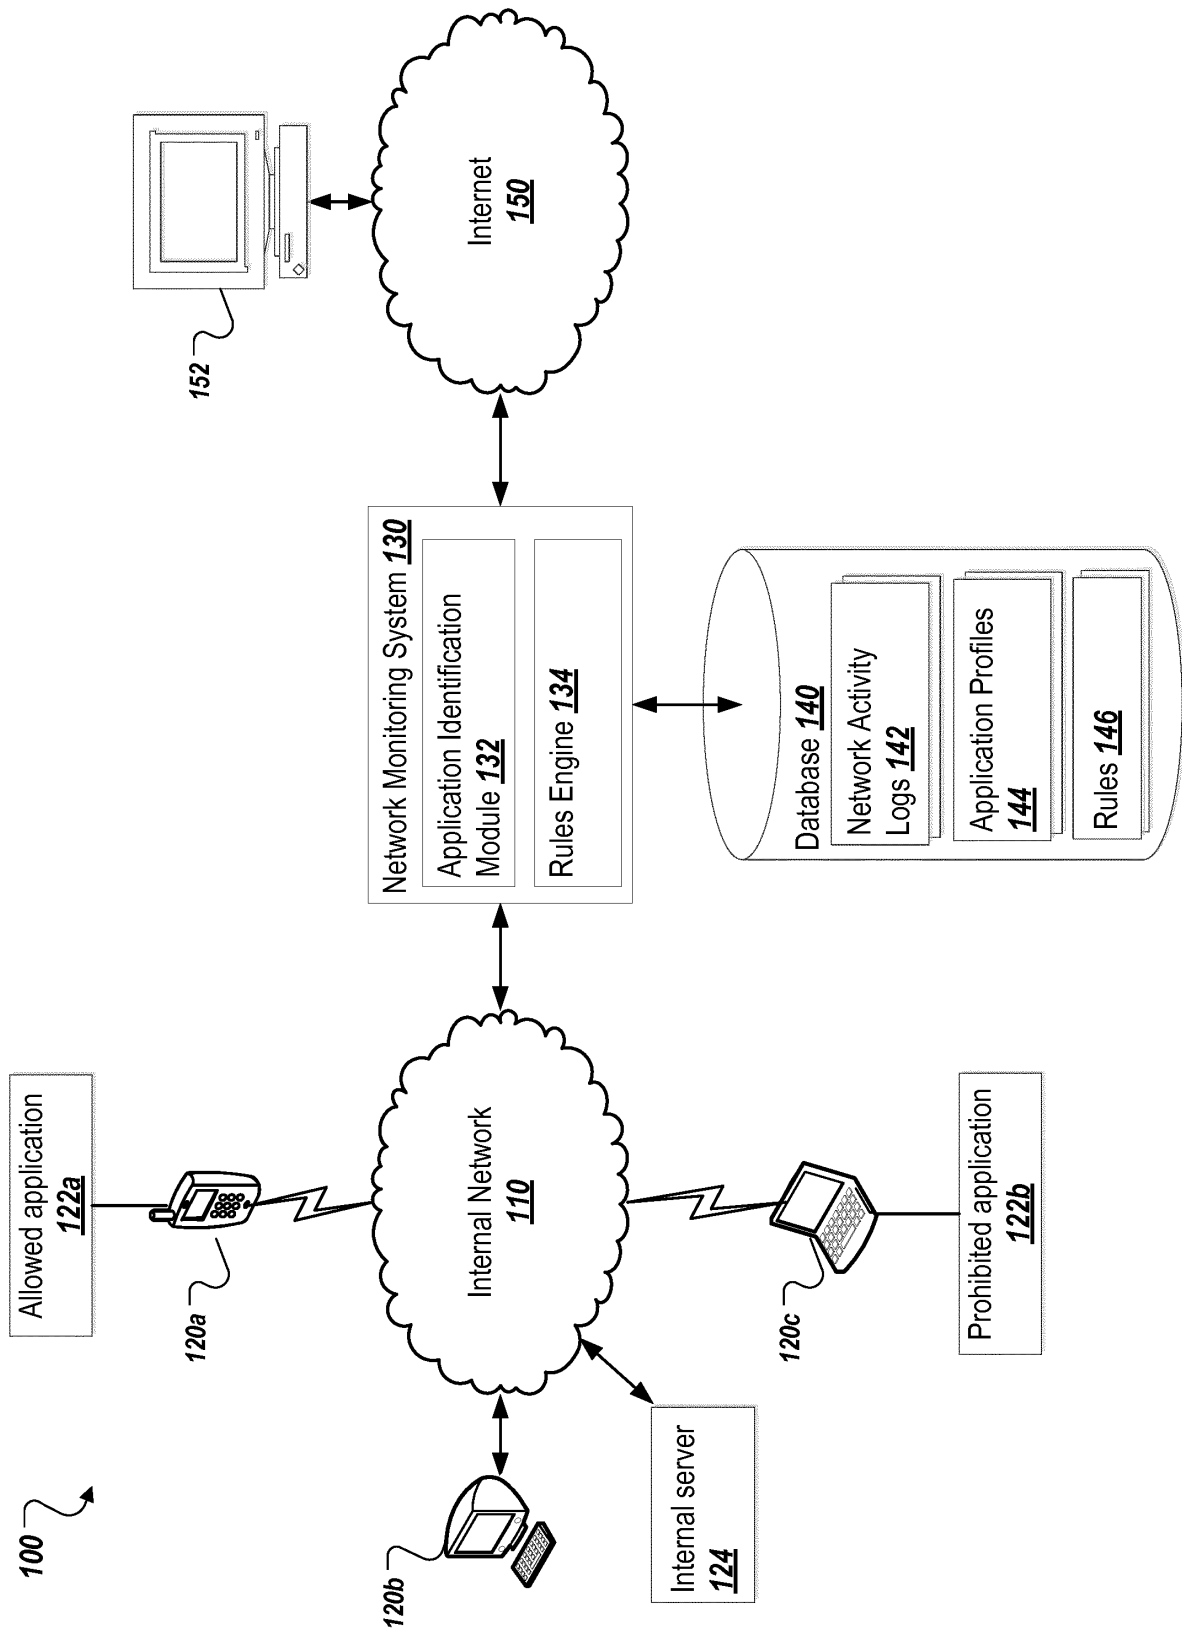 100
Allowed application
122a
120a
120b
Internal Network
110
Internal server
124
120c
Prohibited application
122b
Network Monitoring System 130
Application Identification
Module 132
Rules Engine 134
Database 140
Network Activity
Logs 142
Application Profiles
144
Rules 146
152
Internet
150